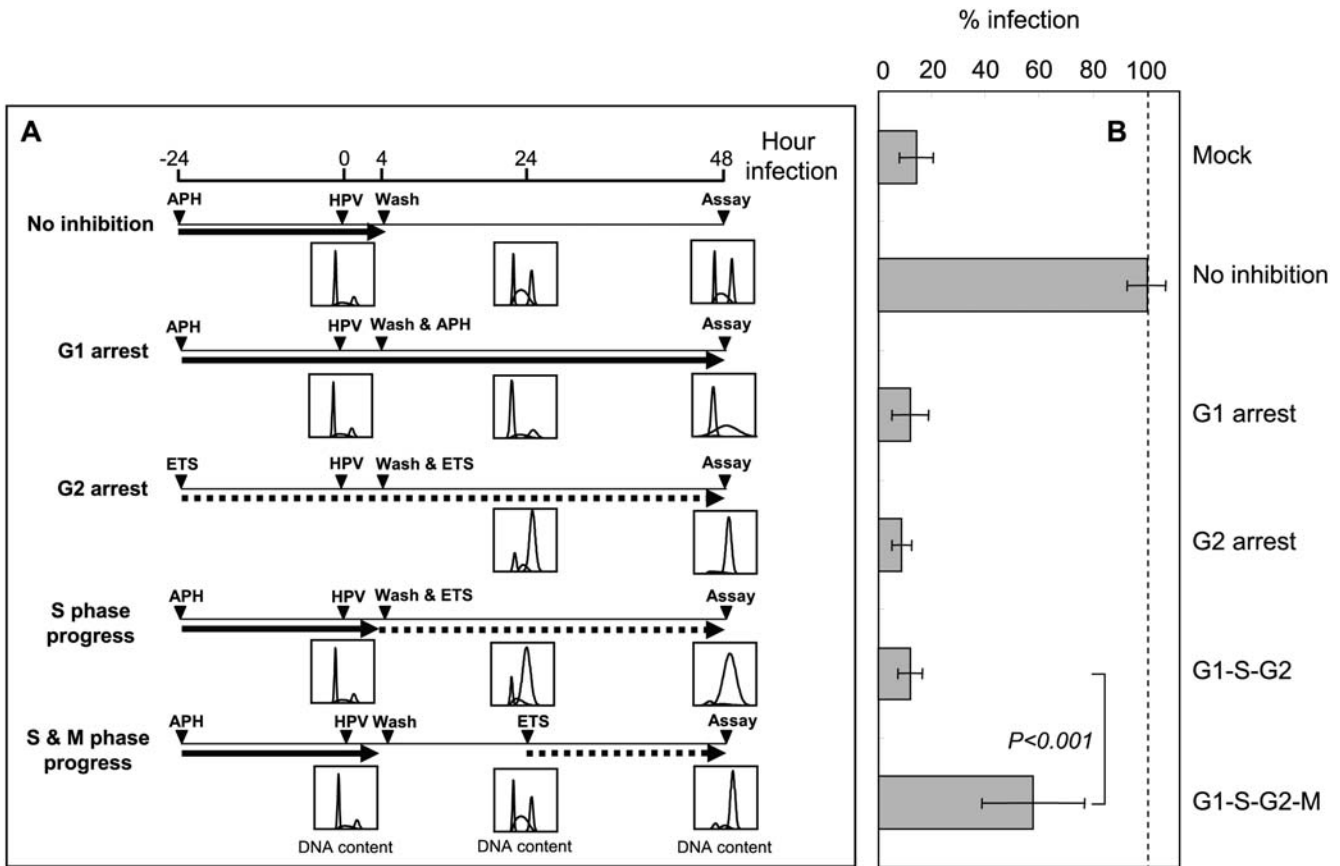 % infection
0 20 40 60 80 100
A
B
Hour
infection
-24 0 4 24 48
APH HPV Wash Assay
No inhibition
APH HPV Wash & APH Assay
G1 arrest
ETS HPV Wash & ETS Assay
G2 arrest
APH HPV Wash & ETS Assay
S phase
progress
APH HPV Wash ETS Assay
S & M phase
progress
DNA content DNA content DNA content
Mock
No inhibition
G1 arrest
G2 arrest
G1-S-G2
P<0.001
G1-S-G2-M